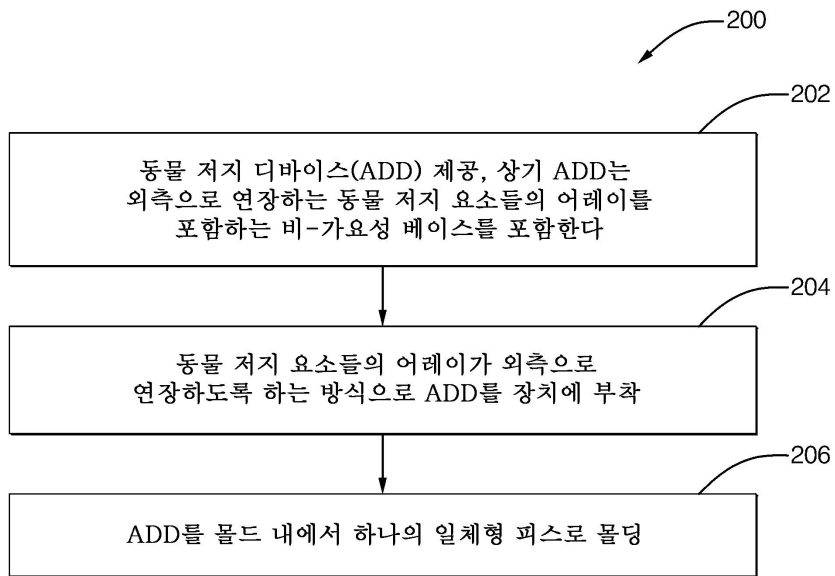 200
202
동물 저지 디바이스(ADD) 제공, 상기 ADD는
외측으로 연장하는 동물 저지 요소들의 어레이를
포함하는 비-가요성 베이스를 포함한다
204
동물 저지 요소들의 어레이가 외측으로
연장하도록 하는 방식으로 ADD를 장치에 부착
206
ADD를 몰드 내에서 하나의 일체형 피스로 몰딩